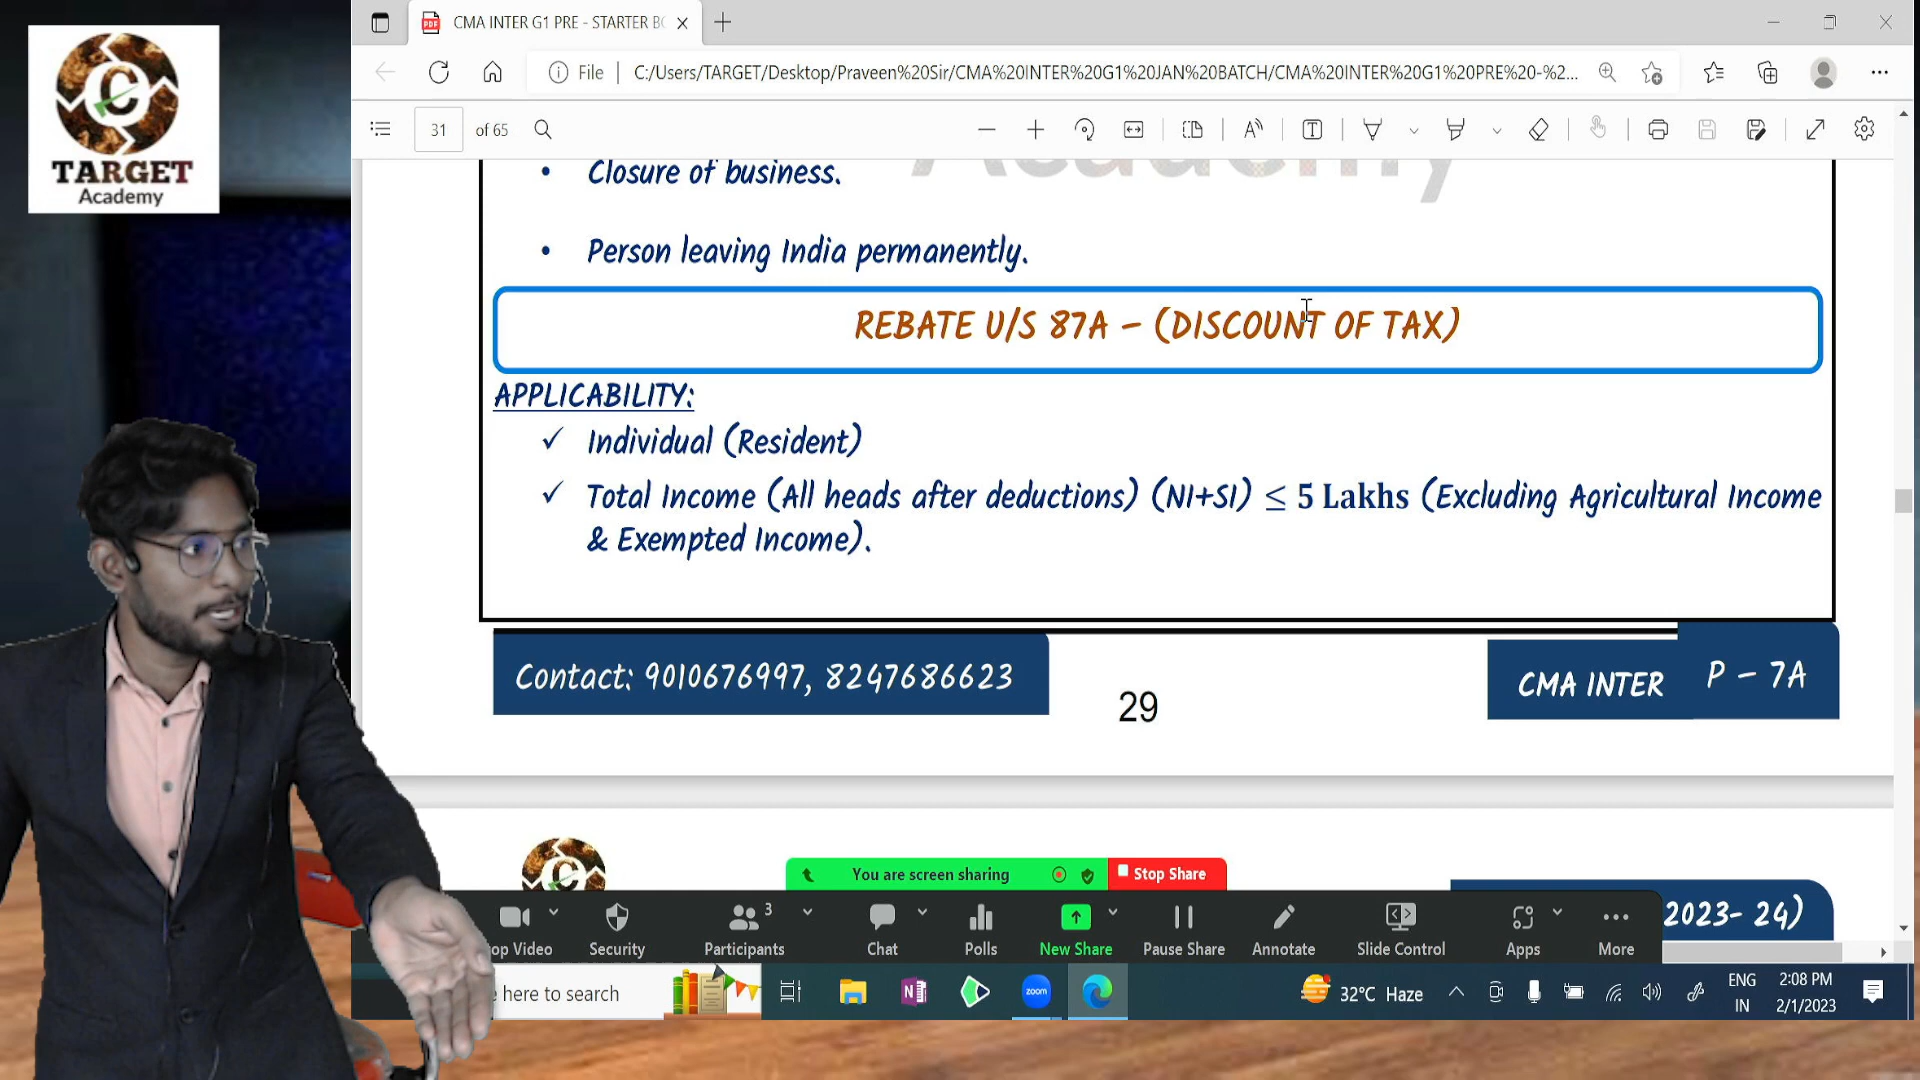 TARGET
Academy
CMA INTER G1 PRE - STARTER BO
File
C:/Users/TARGET/Desktop/Praveen%20Sir/CMA%20INTER%20G1%20JAN%20BATCH/CMA%20INTER%20G1%20PRE%20-%2...
31 of 65
Academy
• Closure of business.
• Person leaving India permanently.
REBATE U/S 87A – (DISCOUNT OF TAX)
APPLICABILITY:
✓ Individual (Resident)
✓ Total Income (All heads after deductions) (NI+SI) ≤ 5 Lakhs (Excluding Agricultural Income
& Exempted Income).
Contact: 9010676997, 8247686623
29
CMA INTER P – 7A
You are screen sharing Stop Share
2023- 24)
op Video Security Participants 3 Chat Polls New Share Pause Share Annotate Slide Control Apps More
here to search
zoom
32°C Haze
ENG
IN
2:08 PM
2/1/2023